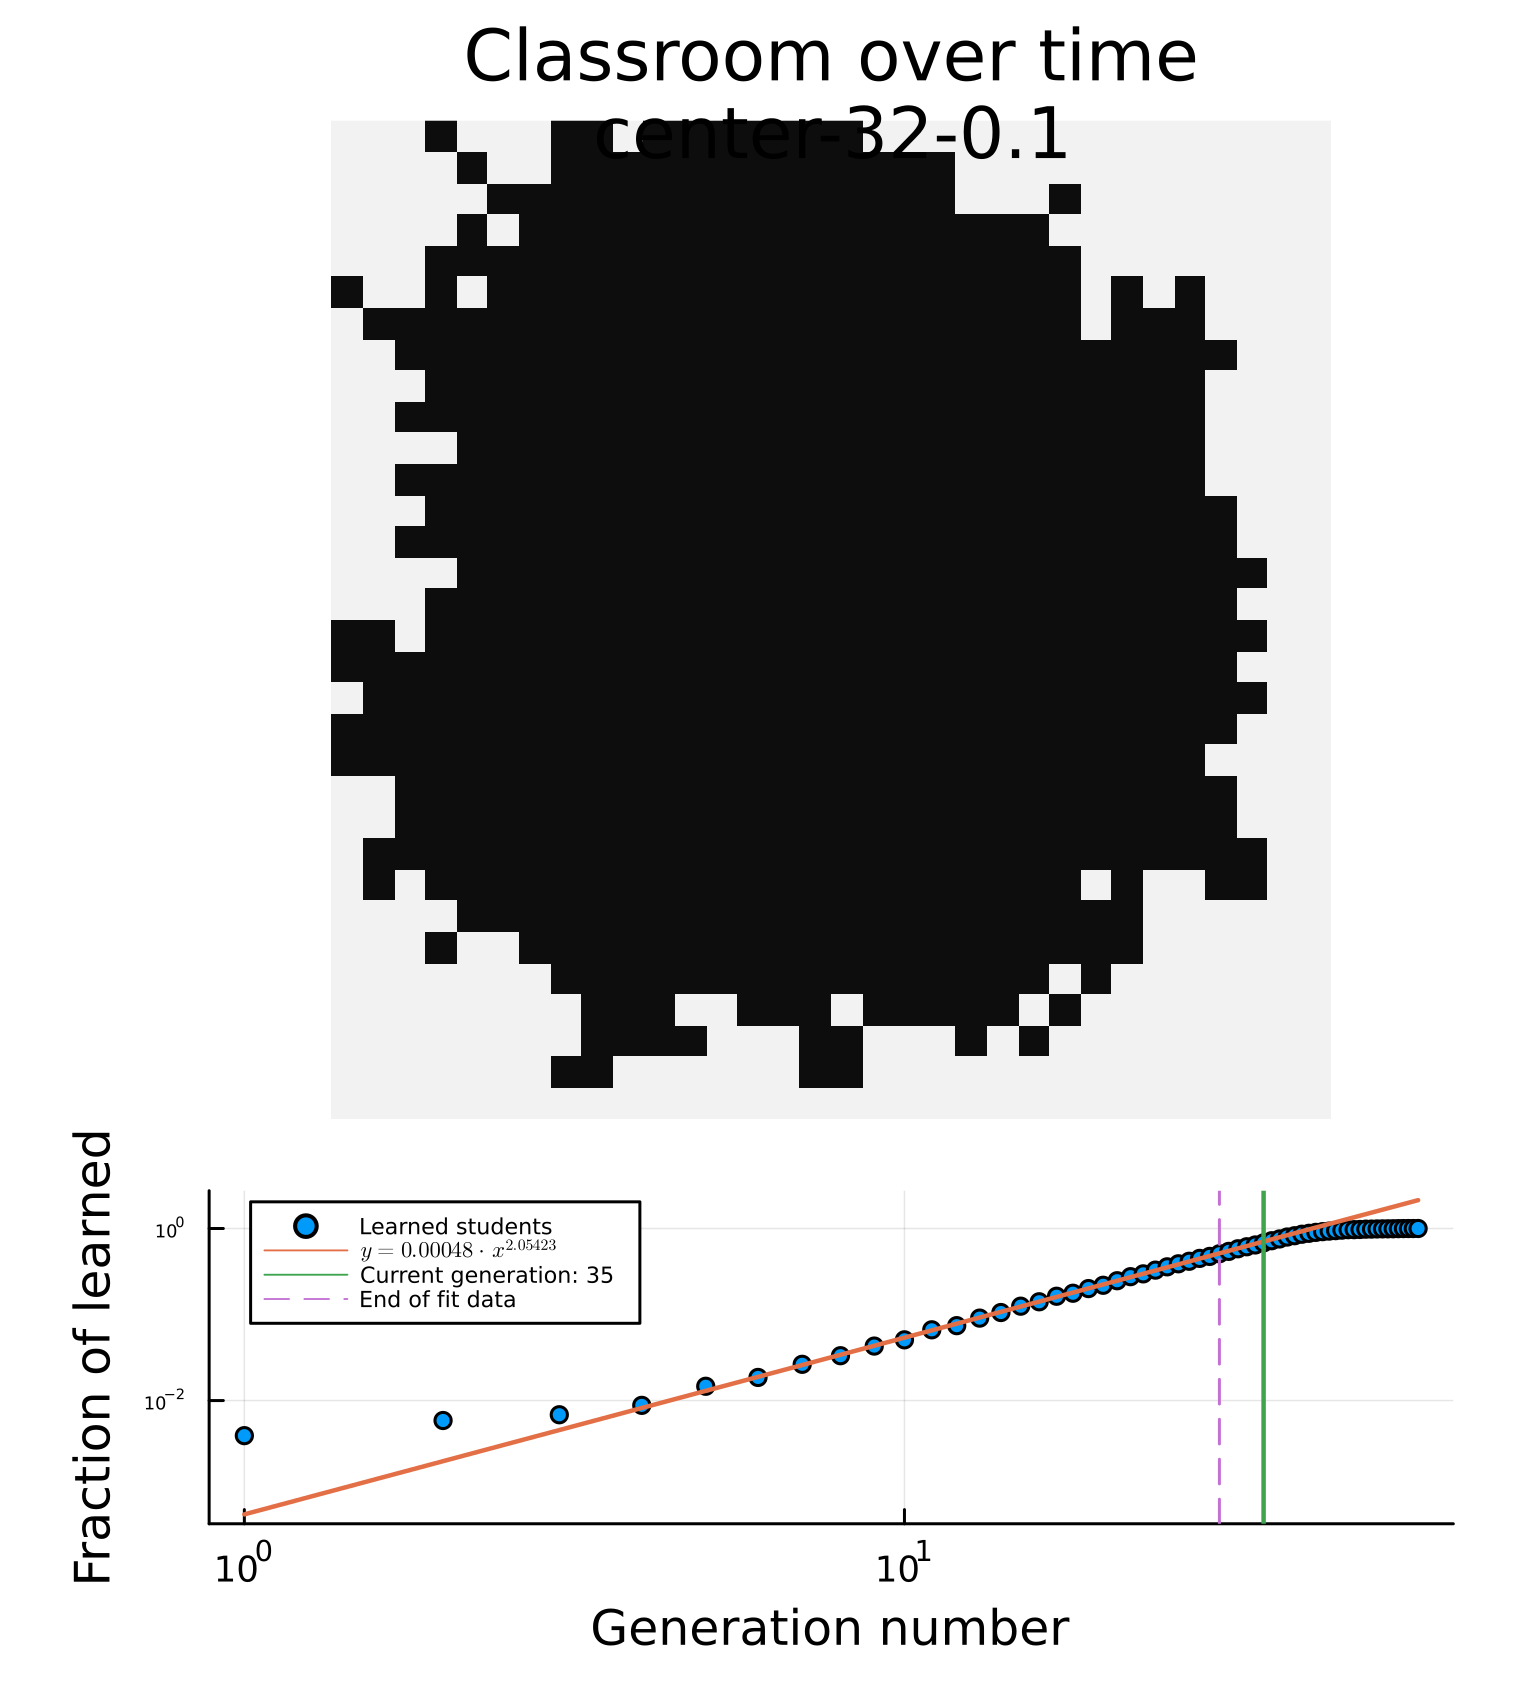 Classroom over time
center-32-0.1
Fraction of learned
10^0
10^-2
Learned students
y = 0.00048 · x^2.05423
Current generation: 35
End of fit data
10^0
10^1
Generation number